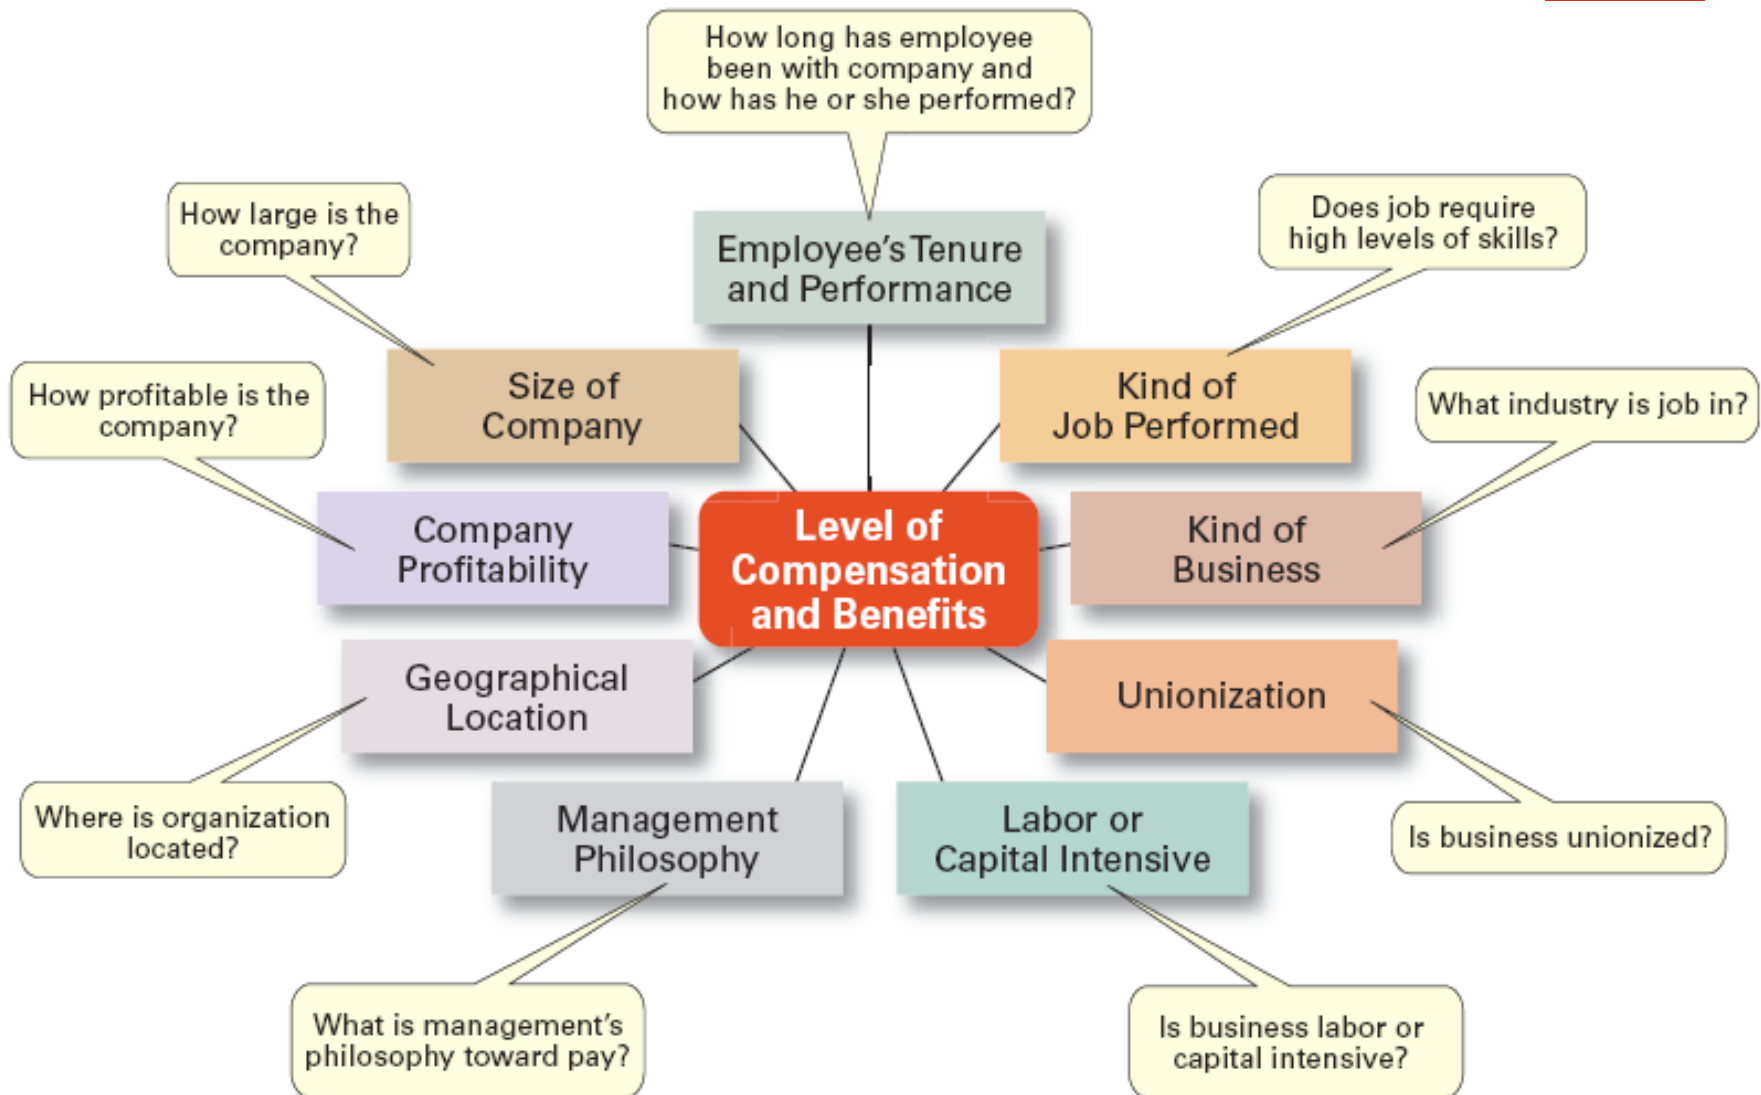 How long has employee
been with company and
how has he or she performed?
How large is the
company?
Does job require
high levels of skills?
Employee's Tenure
and Performance
How profitable is the
company?
Size of
Company
Kind of
Job Performed
What industry is job in?
Company
Profitability
Level of
Compensation
and Benefits
Kind of
Business
Geographical
Location
Unionization
Where is organization
located?
Management
Philosophy
Labor or
Capital Intensive
Is business unionized?
What is management's
philosophy toward pay?
Is business labor or
capital intensive?